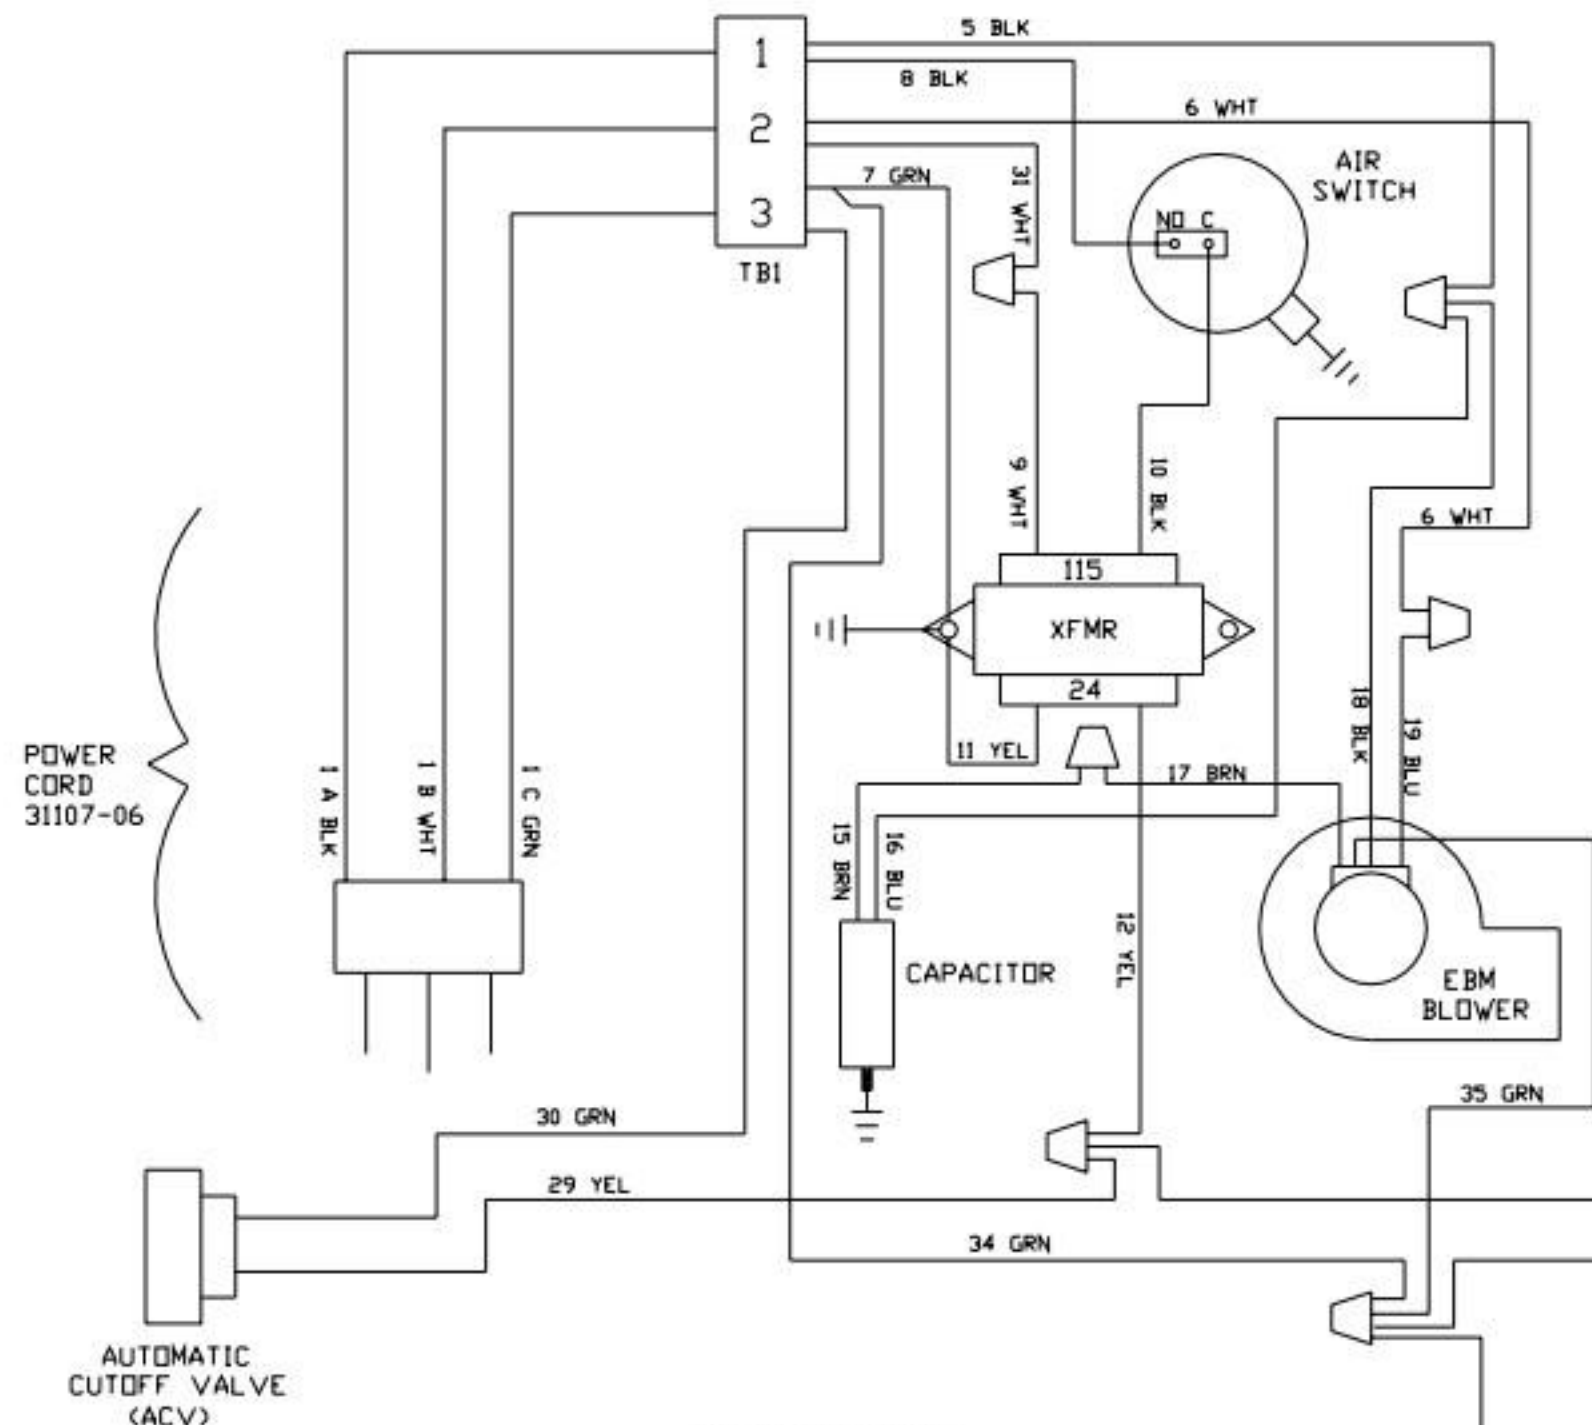 5 BLK
1
8 BLK
6 WHT
2
AIR
SWITCH
7 GRN
31 WHT
3
NO C
TB1
9 WHT
10 BLK
6 WHT
115
XFMR
24
18 BLK
19 BLU
11 YEL
17 BRN
POWER
CORD
31107-06
1 A BLK
1 B WHT
1 C GRN
15 BRN
16 BLU
12 YEL
CAPACITOR
EBM
BLOWER
35 GRN
30 GRN
29 YEL
34 GRN
AUTOMATIC
CUTOFF VALVE
(ACV)